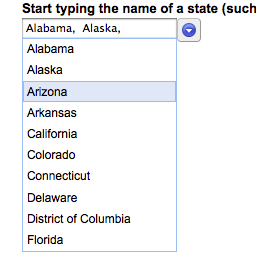 Start typing the name of a state (such
Alabama, Alaska,
Alabama
Alaska
Arizona
Arkansas
California
Colorado
Connecticut
Delaware
District of Columbia
Florida